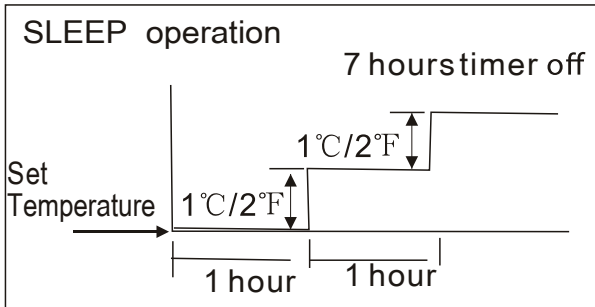 SLEEP operation
7 hours timer off
1℃/2℉
Set
Temperature
1℃/2℉
1 hour
1 hour